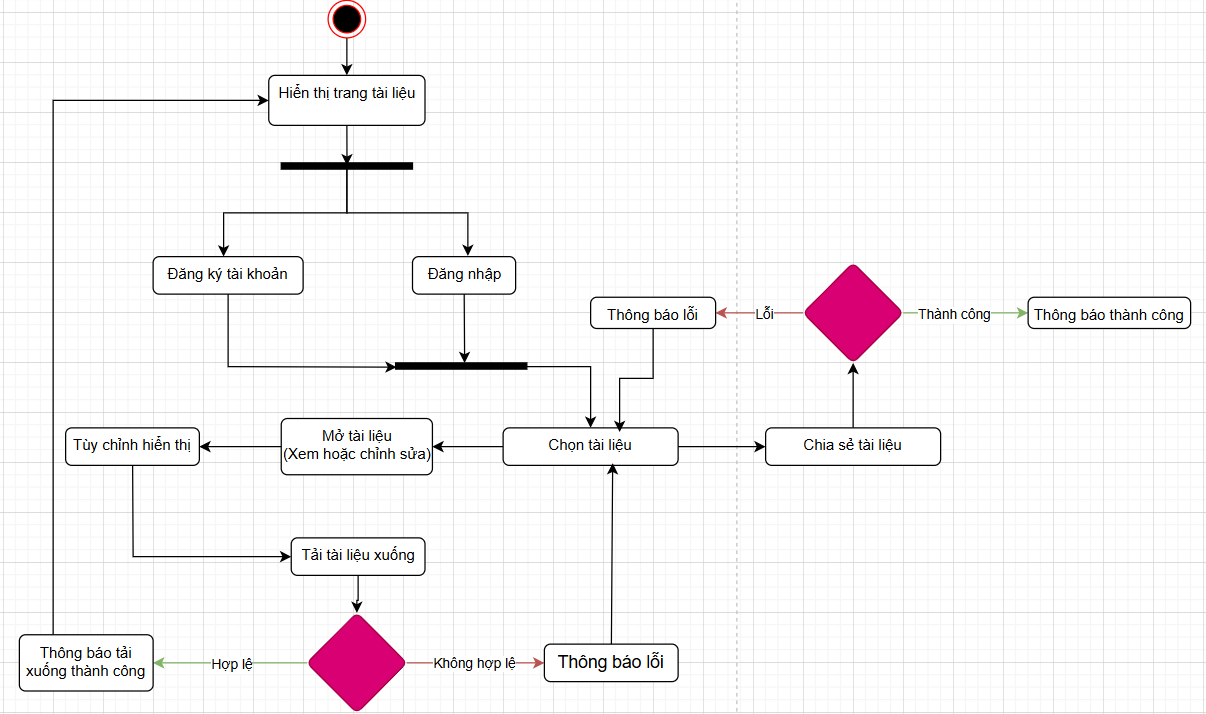 Hiển thị trang tài liệu
Đăng ký tài khoản
Đăng nhập
Thông báo lỗi
Lỗi
Thành công
Thông báo thành công
Tùy chỉnh hiển thị
Mở tài liệu
(Xem hoặc chỉnh sửa)
Chọn tài liệu
Chia sẻ tài liệu
Tải tài liệu xuống
Thông báo tải
xuống thành công
Hợp lệ
Không hợp lệ
Thông báo lỗi